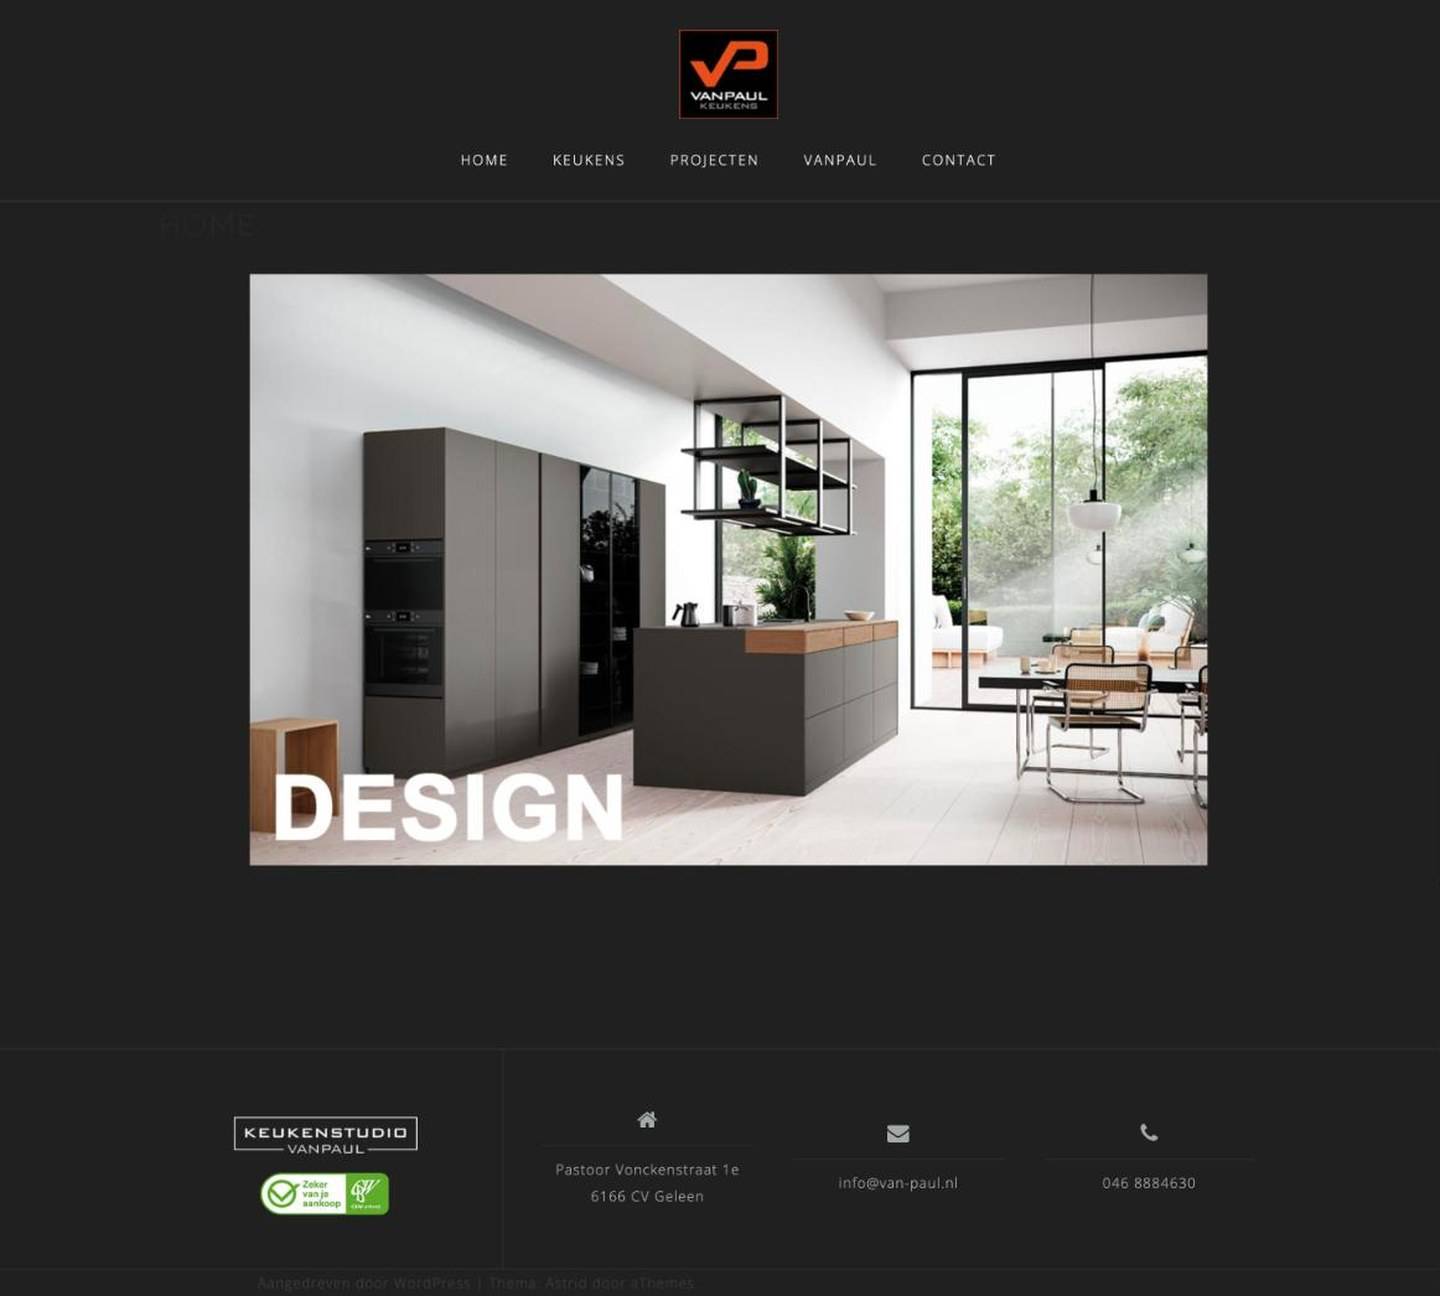 VANPAUL
KEUKENS
HOME
KEUKENS
PROJECTEN
VANPAUL
CONTACT
HOME
DESIGN
KEUKENSTUDIO
VANPAUL
Zeker
van je
aankoop
CBW
Pastoor Vonckenstraat 1e
6166 CV Geleen
info@van-paul.nl
046 8884630
Aangedreven door WordPress | Thema: Astrid door aThemes.